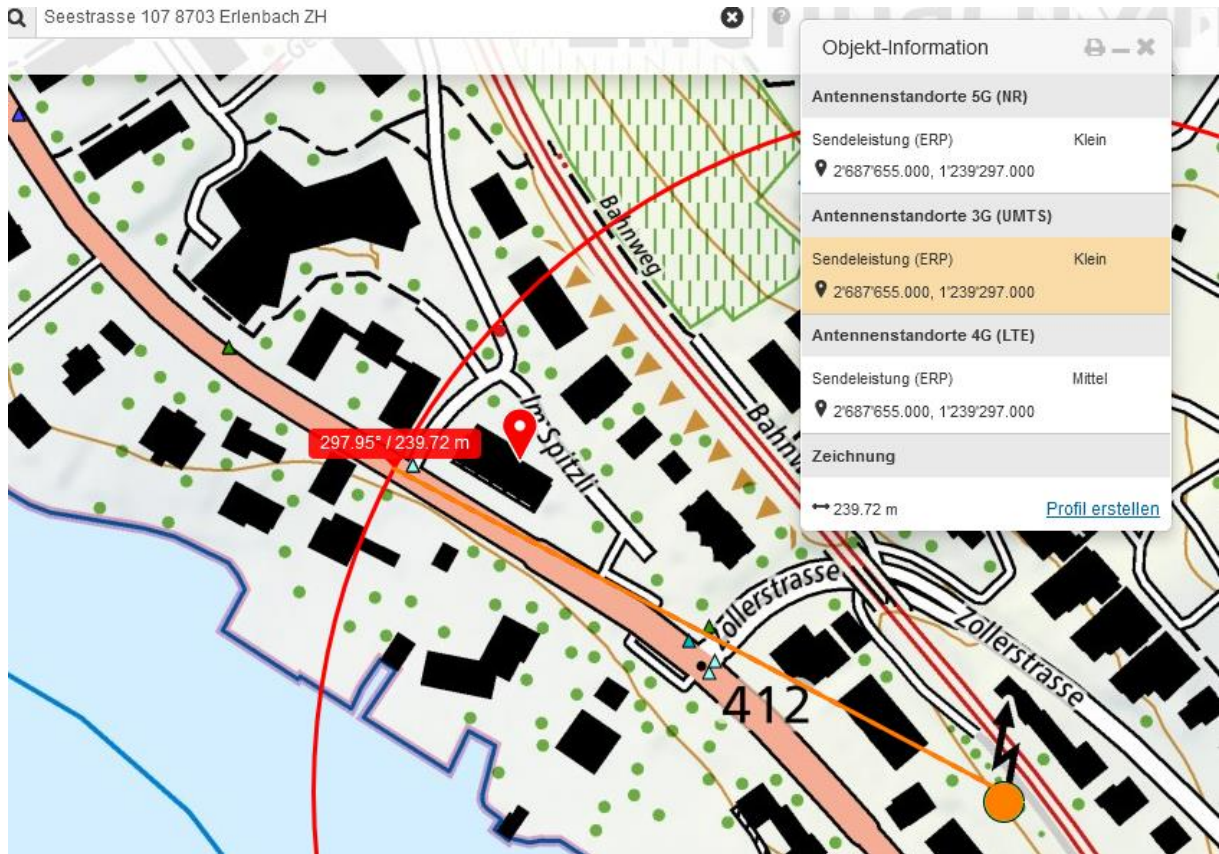 Seestrasse 107 8703 Erlenbach ZH
Objekt-Information
Antennenstandorte 5G (NR)
Sendeleistung (ERP) Klein
2'687'655.000, 1'239'297.000
Antennenstandorte 3G (UMTS)
Sendeleistung (ERP) Klein
2'687'655.000, 1'239'297.000
Antennenstandorte 4G (LTE)
Sendeleistung (ERP) Mittel
2'687'655.000, 1'239'297.000
Zeichnung
239.72 m Profil erstellen
Bahnweg
Im Spitzli
297.95° / 239.72 m
Zollerstrasse
Zollerstrasse
412